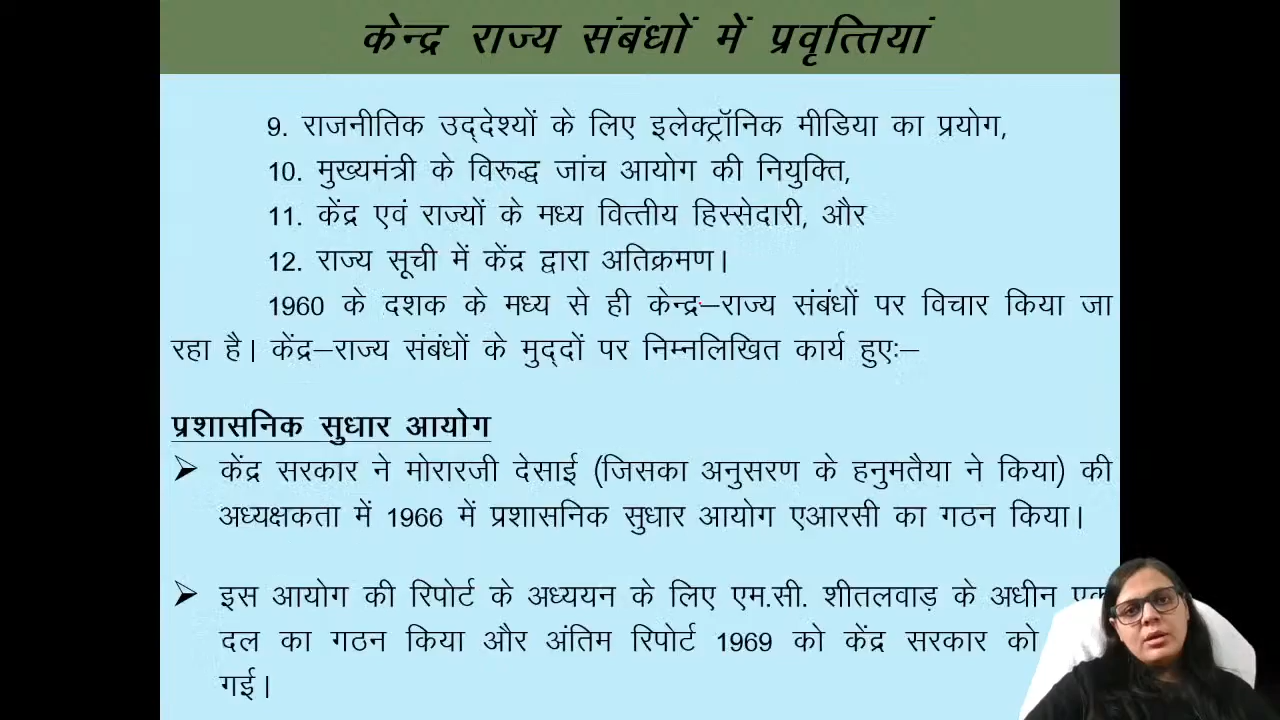 केन्द्र राज्य संबंधों में प्रवृत्तियां
9. राजनीतिक उद्देश्यों के लिए इलेक्ट्रॉनिक मीडिया का प्रयोग,
10. मुख्यमंत्री के विरूद्ध जांच आयोग की नियुक्ति,
11. केंद्र एवं राज्यों के मध्य वित्तीय हिस्सेदारी, और
12. राज्य सूची में केंद्र द्वारा अतिक्रमण।
1960 के दशक के मध्य से ही केन्द्र–राज्य संबंधों पर विचार किया जा
रहा है। केंद्र–राज्य संबंधों के मुद्दों पर निम्नलिखित कार्य हुएः–
प्रशासनिक सुधार आयोग
➢ केंद्र सरकार ने मोरारजी देसाई (जिसका अनुसरण के हनुमतैया ने किया) की
अध्यक्षकता में 1966 में प्रशासनिक सुधार आयोग एआरसी का गठन किया।
➢ इस आयोग की रिपोर्ट के अध्ययन के लिए एम.सी. शीतलवाड़ के अधीन
दल का गठन किया और अंतिम रिपोर्ट 1969 को केंद्र सरकार को
गई।